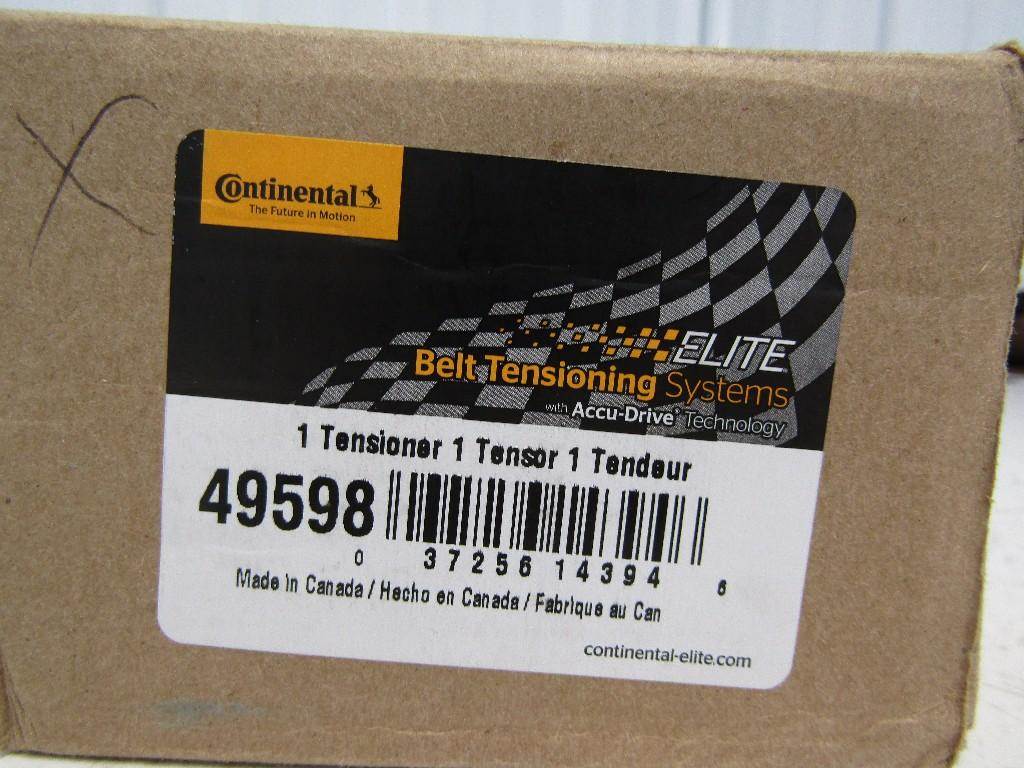 X
Continental
The Future in Motion
ELITE
Belt Tensioning Systems
with Accu-Drive® Technology
1 Tensioner 1 Tensor 1 Tendeur
49598
0 37256 14394 6
Made in Canada / Hecho en Canada / Fabrique au Can
continental-elite.com